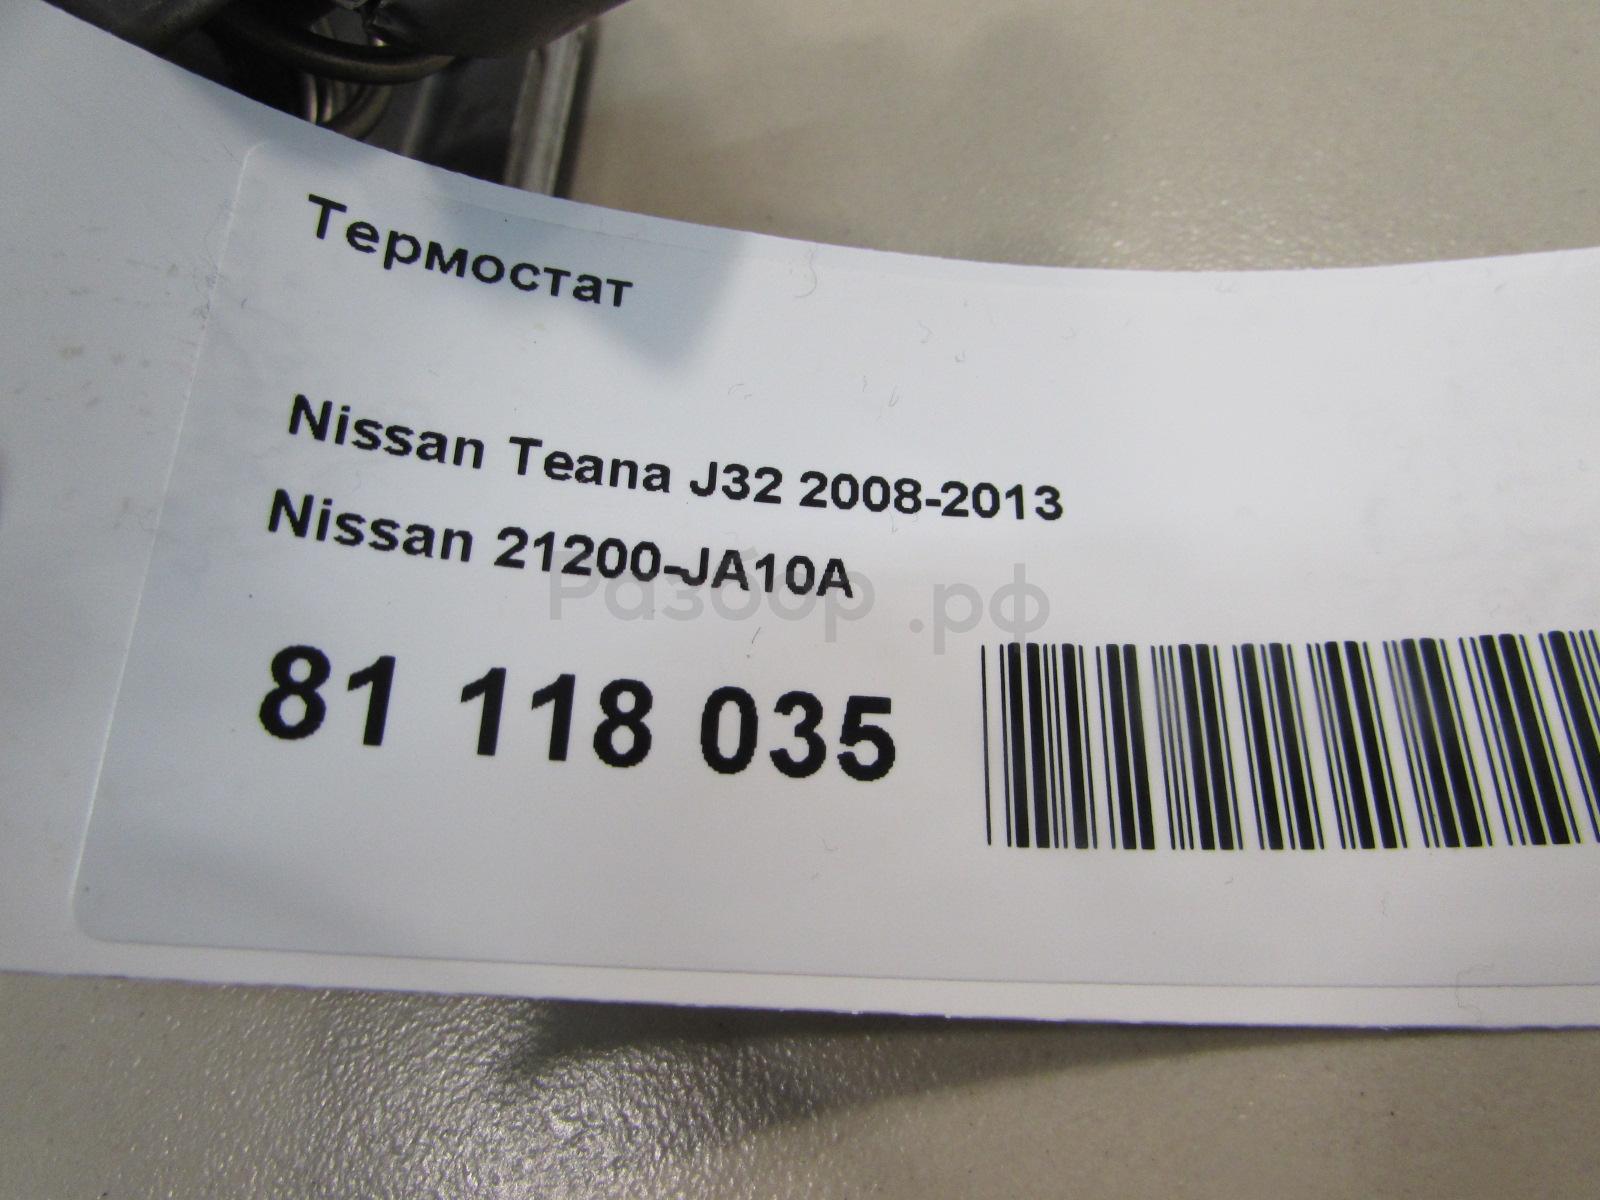 Термостат
Nissan Teana J32 2008-2013
Nissan 21200-JA10A
Разбор.рф
81 118 035